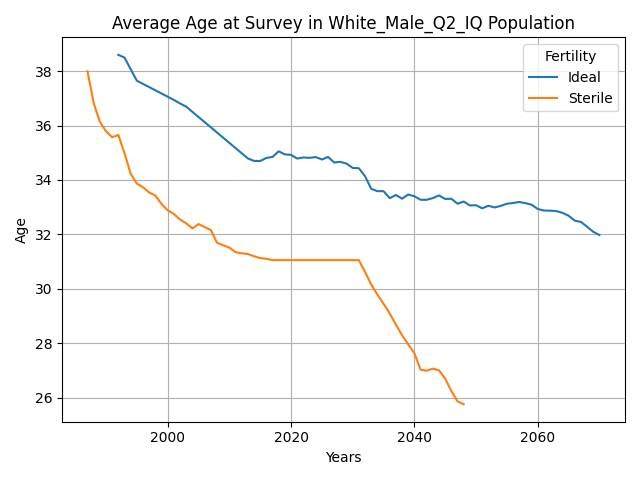 Average Age at Survey in White_Male_Q2_IQ Population
Fertility
Ideal
Sterile
Age
38
36
34
32
30
28
26
2000
2020
2040
2060
Years